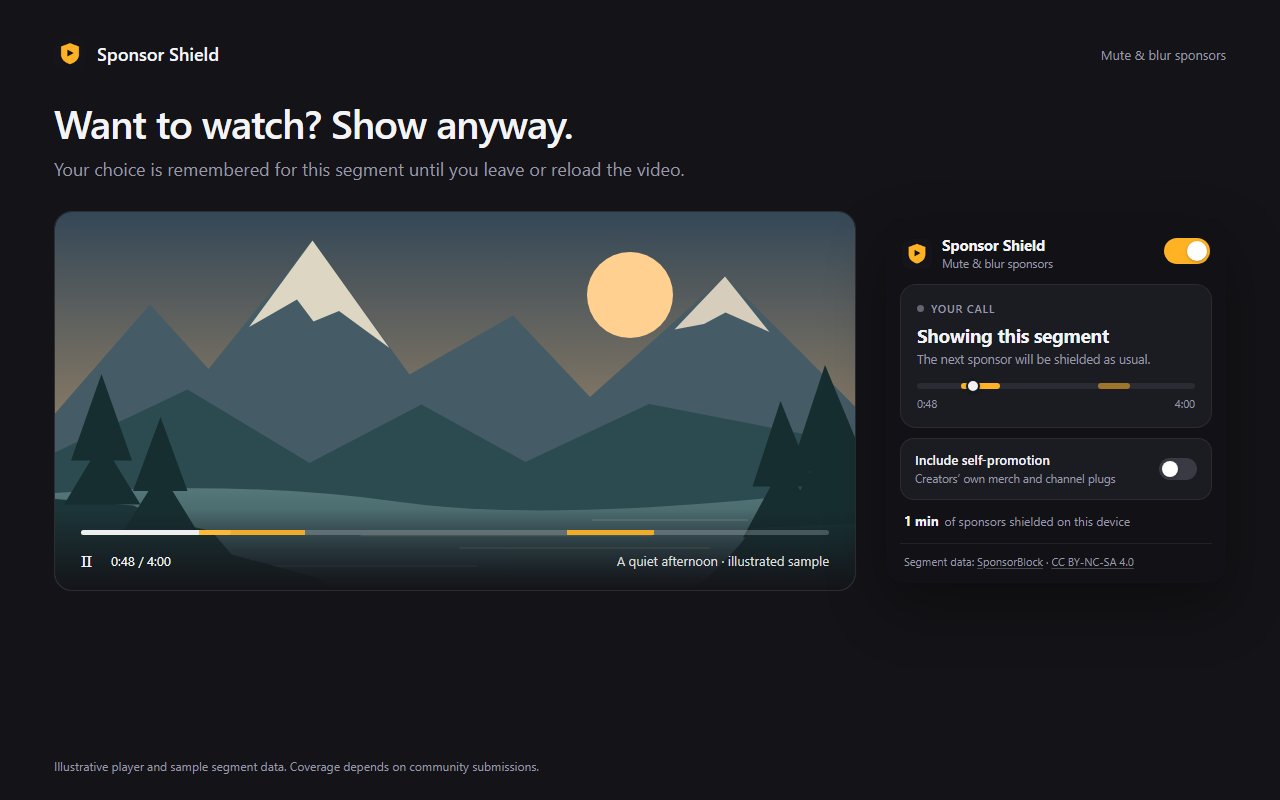 Sponsor Shield
Mute & blur sponsors
Want to watch? Show anyway.
Your choice is remembered for this segment until you leave or reload the video.
0:48 / 4:00
A quiet afternoon · illustrated sample
Sponsor Shield
Mute & blur sponsors
YOUR CALL
Showing this segment
The next sponsor will be shielded as usual.
0:48
4:00
Include self-promotion
Creators’ own merch and channel plugs
1 min of sponsors shielded on this device
Segment data: SponsorBlock · CC BY-NC-SA 4.0
Illustrative player and sample segment data. Coverage depends on community submissions.